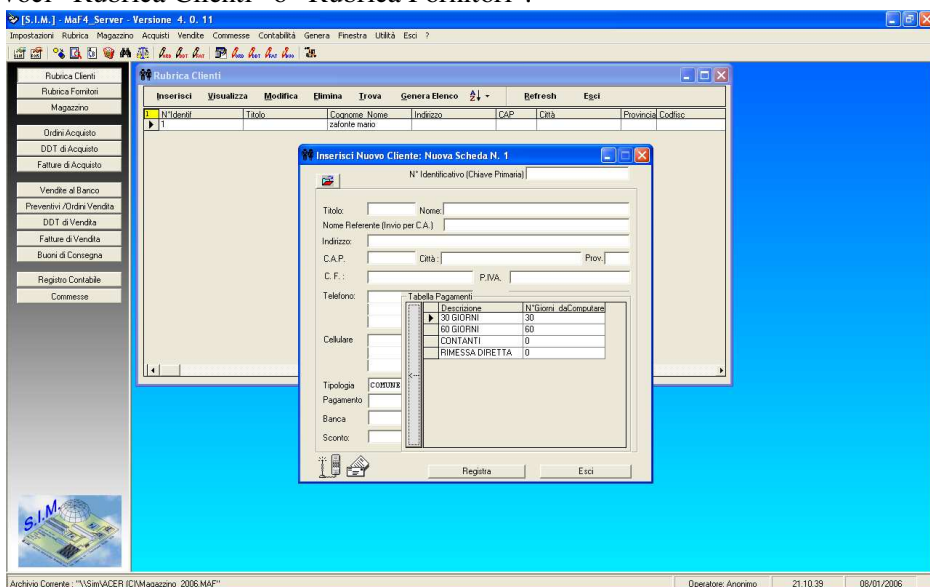 voci "Rubrica Clienti" o "Rubrica Fornitori".
[S.I.M.] - MaF4_Server - Versione 4. 0. 11
Impostazioni Rubrica Magazzino Acquisti Vendite Commesse Contabilità Genera Finestra Utilità Esci ?
Rubrica Clienti
Rubrica Fornitori
Magazzino
Ordini Acquisto
DDT di Acquisto
Fatture di Acquisto
Vendite al Banco
Preventivi /Ordini Vendita
DDT di Vendita
Fatture di Vendita
Buoni di Consegna
Registro Contabile
Commesse
S.I.M.
Rubrica Clienti
Inserisci Visualizza Modifica Elimina Trova Genera Elenco Refresh Esci
1 N°Identif Titolo Cognome Nome Indirizzo CAP Città Provincia Codfisc
1 zafonte mario
Inserisci Nuovo Cliente: Nuova Scheda N. 1
N° Identificativo (Chiave Primaria)
Titolo: Nome:
Nome Referente (Invio per C.A.)
Indirizzo:
C.A.P. Città : Prov.
C. F. : P.IVA.
Telefono:
Cellulare
Tipologia COMUNE
Pagamento
Banca
Sconto:
Tabella Pagamenti
Descrizione N°Giorni daComputare
30 GIORNI 30
60 GIORNI 60
CONTANTI 0
RIMESSA DIRETTA 0
<---
Registra Esci
Archivio Corrente : "\\Sim\ACER (C)\Magazzino_2006.MAF" Operatore: Anonimo 21.10.39 08/01/2006